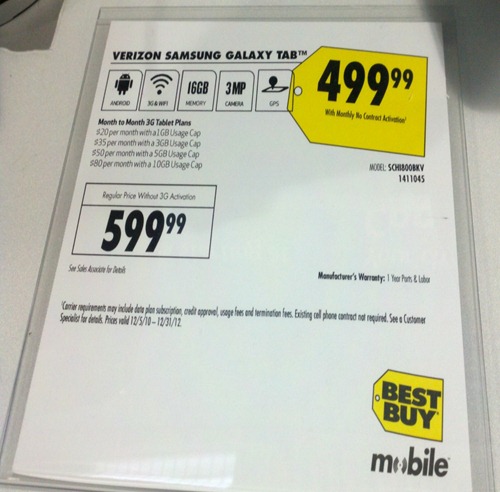 VERIZON SAMSUNG GALAXY TAB™
499 99
With Monthly No Contract Activation¹
ANDROID
3G & WIFI
16GB
MEMORY
3MP
CAMERA
GPS
Month to Month 3G Tablet Plans
$20 per month with a 1GB Usage Cap
$35 per month with a 3GB Usage Cap
$50 per month with a 5GB Usage Cap
$80 per month with a 10GB Usage Cap
MODEL: SCHI800BKV
1411045
Regular Price Without 3G Activation
599 99
See Sales Associate for Details
Manufacturer's Warranty: 1 Year Parts & Labor
¹Carrier requirements may include data plan subscription, credit approval, usage fees and termination fees. Existing cell phone contract not required. See a Customer
Specialist for details. Prices valid 12/5/10 – 12/31/12.
BEST
BUY
mobile™